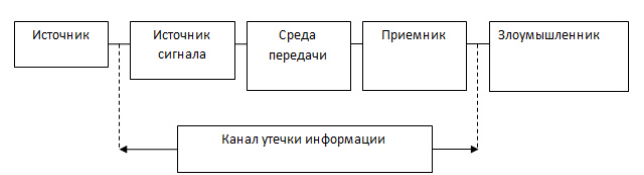 Источник
Источник
сигнала
Среда
передачи
Приемник
Злоумышленник
Канал утечки информации